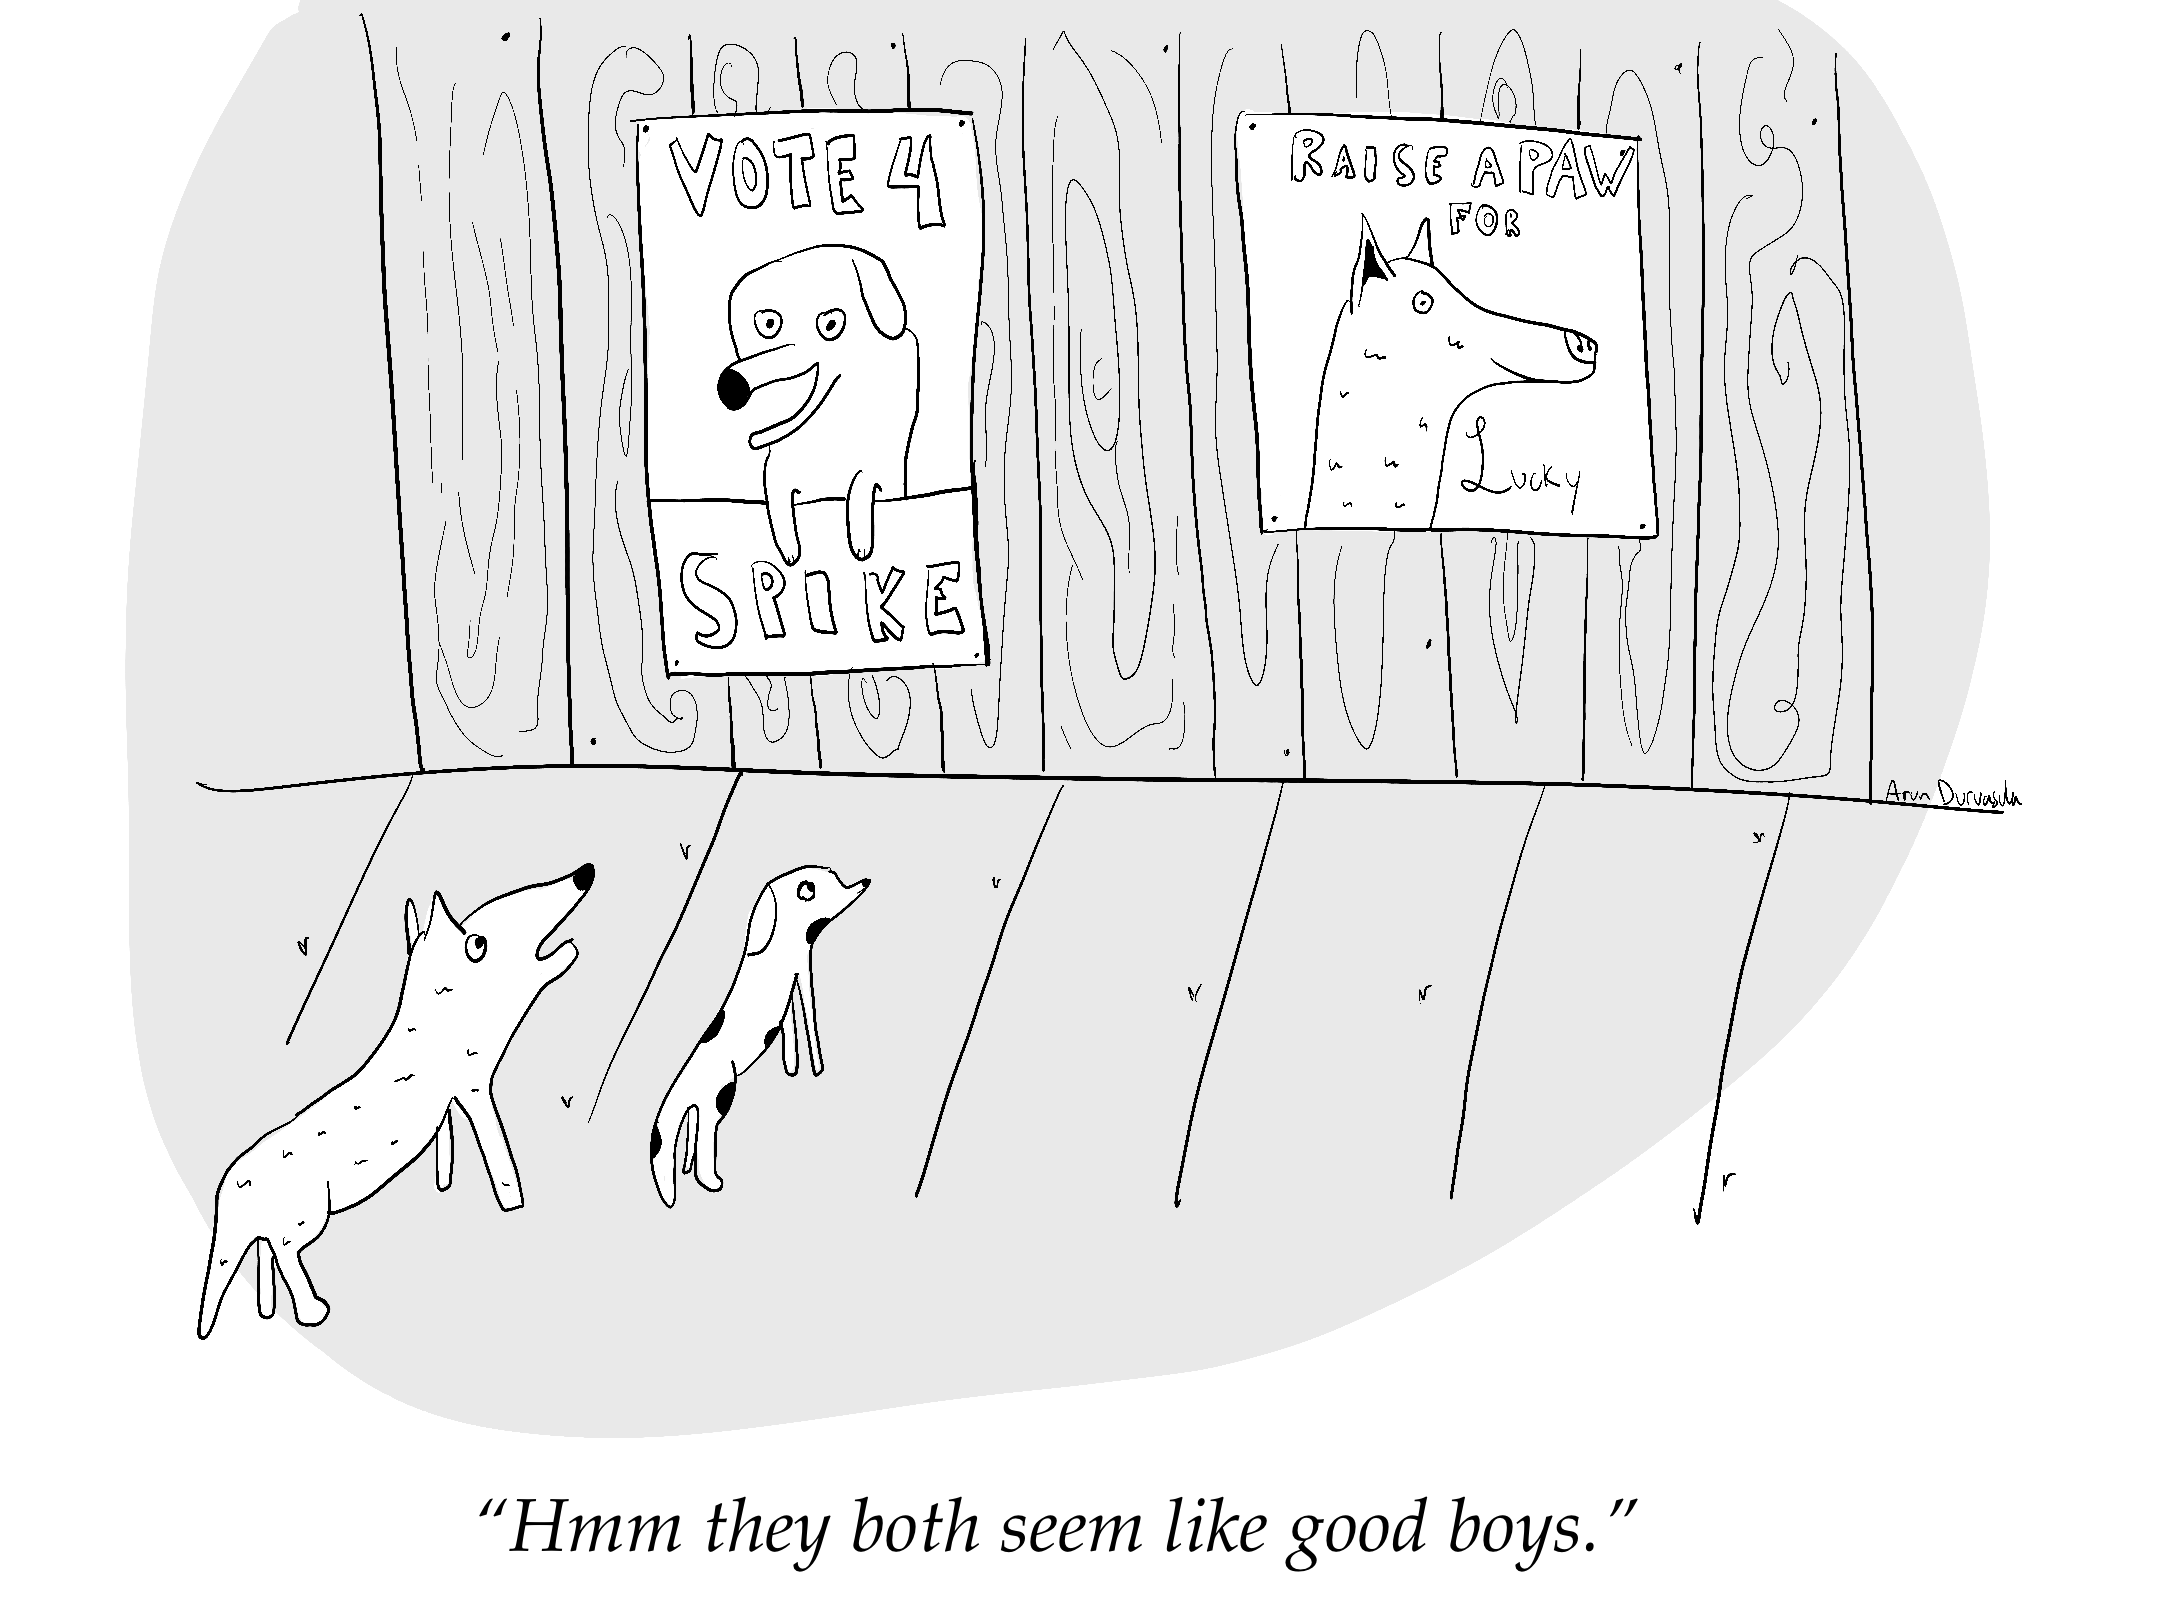 VOTE 4
SPIKE
RAISE A PAW
FOR
Lucky
Arun Durvasula
“Hmm they both seem like good boys.”